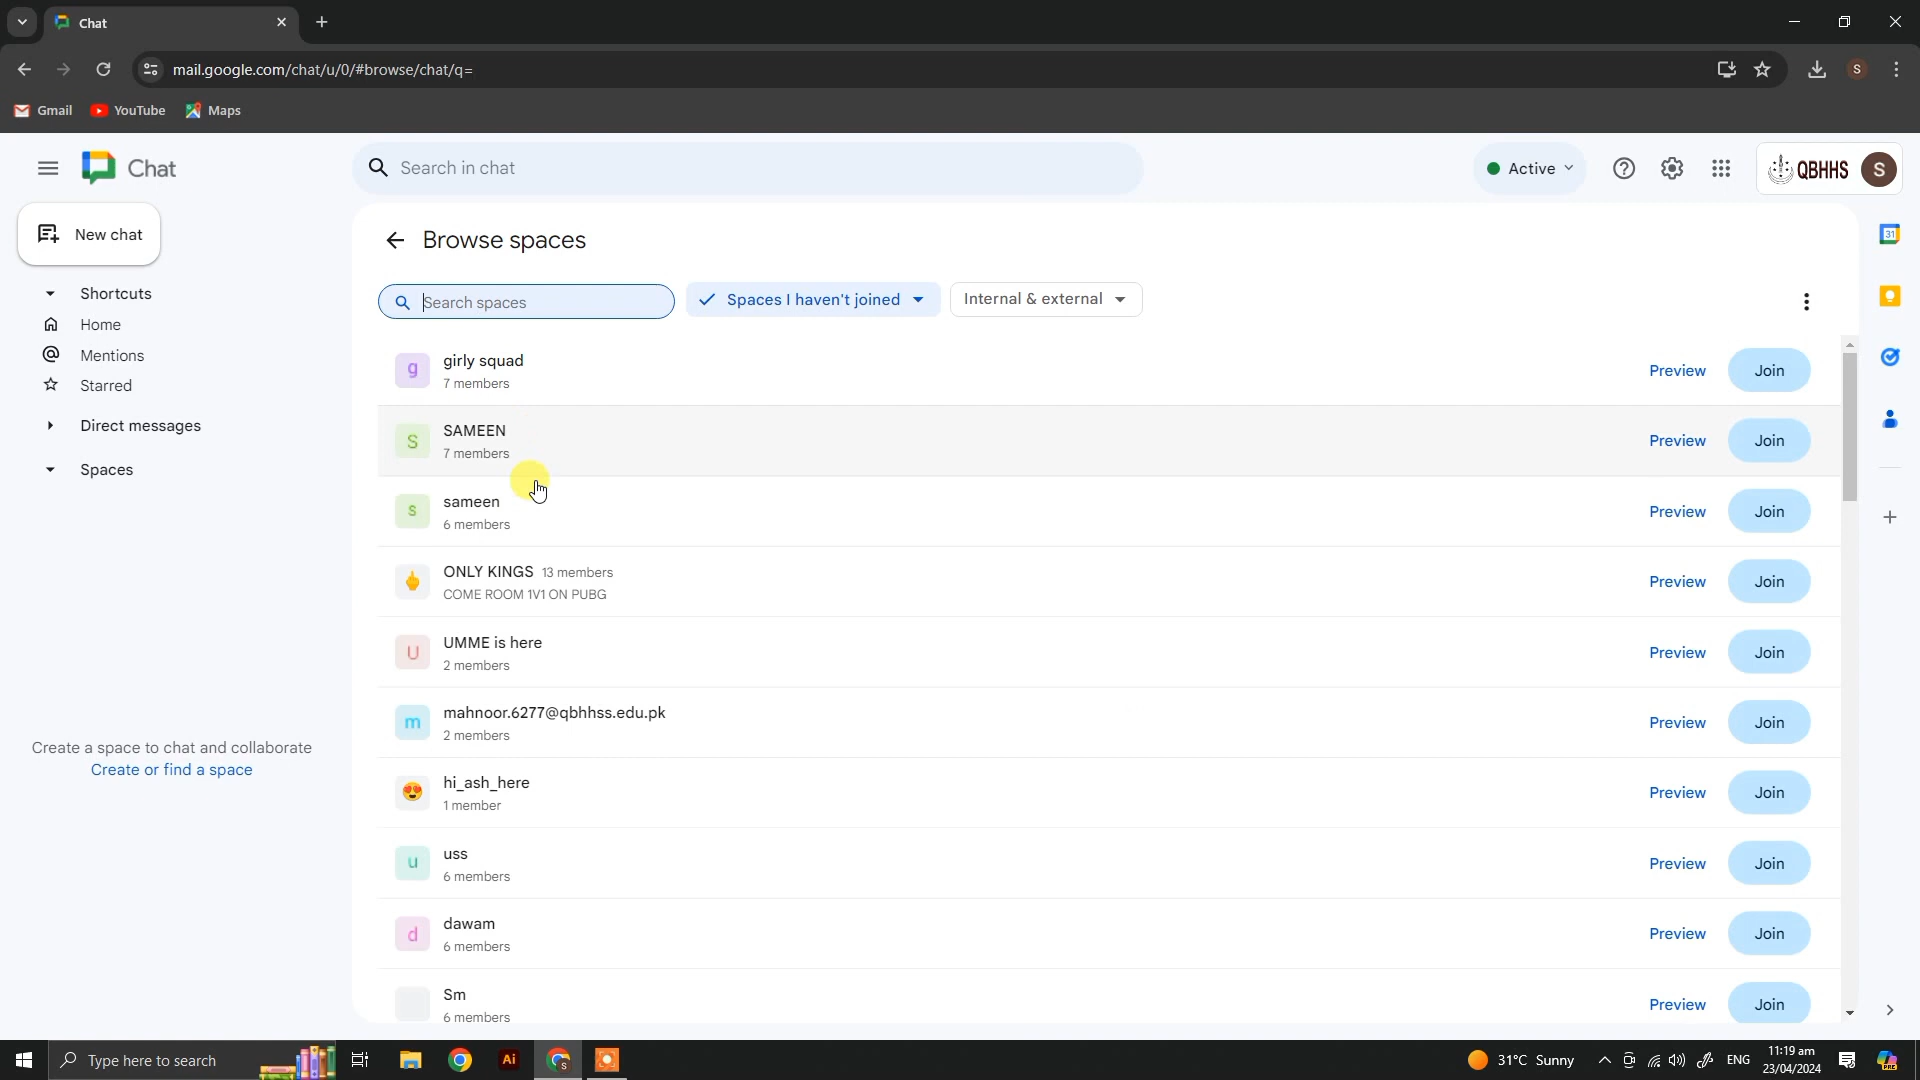 Chat
mail.google.com/chat/u/0/#browse/chat/q=
S
Gmail
YouTube
Maps
Chat
Search in chat
Active
QBHHS
S
New chat
Shortcuts
Home
Mentions
Starred
Direct messages
Spaces
Create a space to chat and collaborate
Create or find a space
Browse spaces
Search spaces
Spaces I haven't joined
Internal & external
g
girly squad
7 members
Preview
Join
S
SAMEEN
7 members
Preview
Join
s
sameen
6 members
Preview
Join
ONLY KINGS 13 members
COME ROOM 1V1 ON PUBG
Preview
Join
U
UMME is here
2 members
Preview
Join
m
mahnoor.6277@qbhhss.edu.pk
2 members
Preview
Join
hi_ash_here
1 member
Preview
Join
u
uss
6 members
Preview
Join
d
dawam
6 members
Preview
Join
Sm
6 members
Preview
Join
31
Type here to search
Ai
31°C Sunny
ENG
11:19 am
23/04/2024
PRE